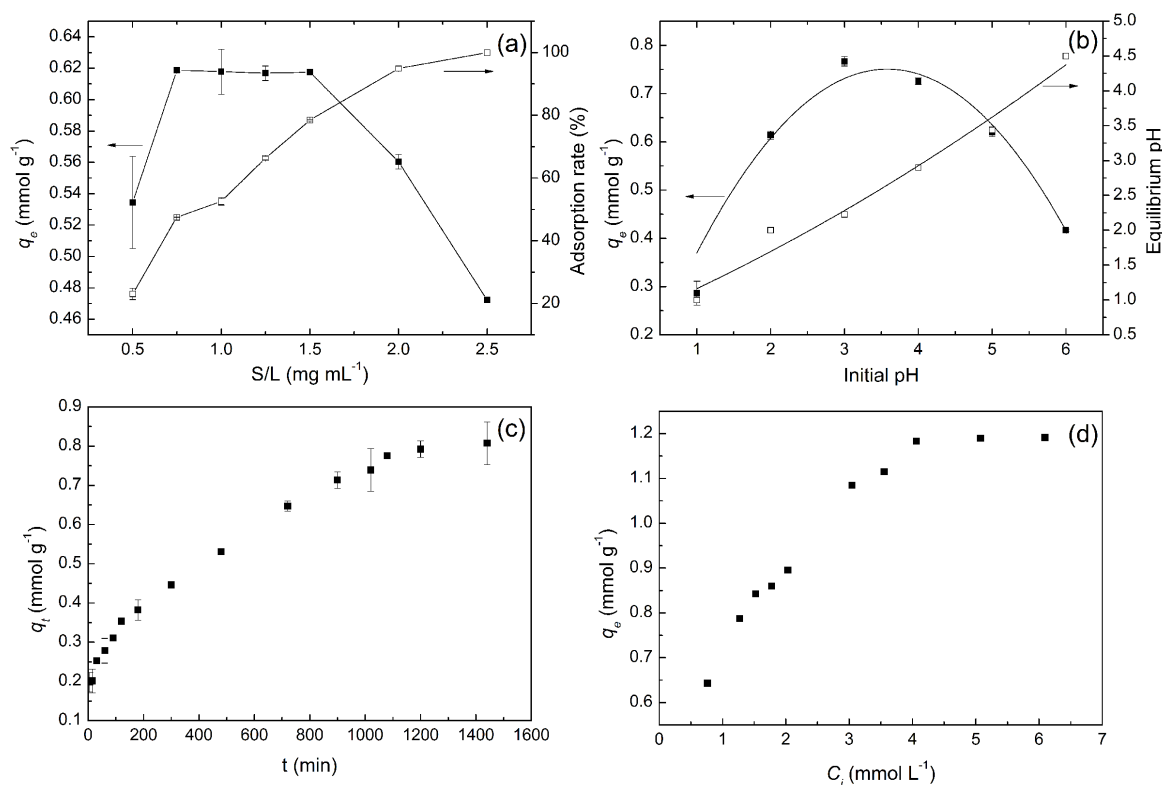 (a)
0.64
0.62
0.60
0.58
0.56
0.54
0.52
0.50
0.48
0.46
qe (mmol g-1)
100
80
60
40
20
Adsorption rate (%)
0.5 1.0 1.5 2.0 2.5
S/L (mg mL-1)
(b)
0.8
0.7
0.6
0.5
0.4
0.3
0.2
qe (mmol g-1)
5.0
4.5
4.0
3.5
3.0
2.5
2.0
1.5
1.0
0.5
Equilibrium pH
1 2 3 4 5 6
Initial pH
(c)
0.9
0.8
0.7
0.6
0.5
0.4
0.3
0.2
0.1
qt (mmol g-1)
0 200 400 600 800 1000 1200 1400 1600
t (min)
(d)
1.2
1.1
1.0
0.9
0.8
0.7
0.6
qe (mmol g-1)
0 1 2 3 4 5 6 7
Ci (mmol L-1)